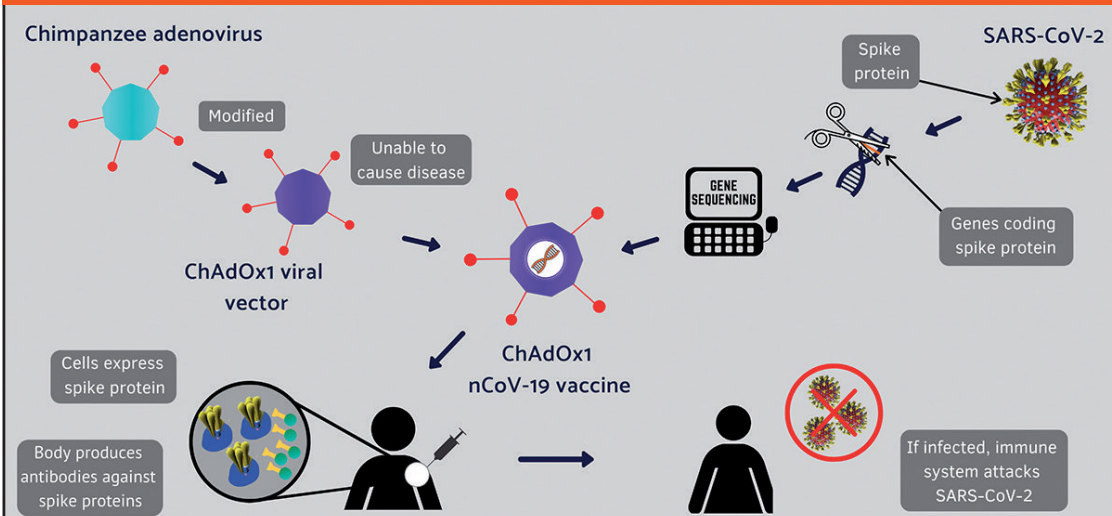 Chimpanzee adenovirus
SARS-CoV-2
Spike
protein
Modified
Unable to
cause disease
GENE
SEQUENCING
Genes coding
spike protein
ChAdOx1 viral
vector
ChAdOx1
nCoV-19 vaccine
Cells express
spike protein
Body produces
antibodies against
spike proteins
If infected, immune
system attacks
SARS-CoV-2